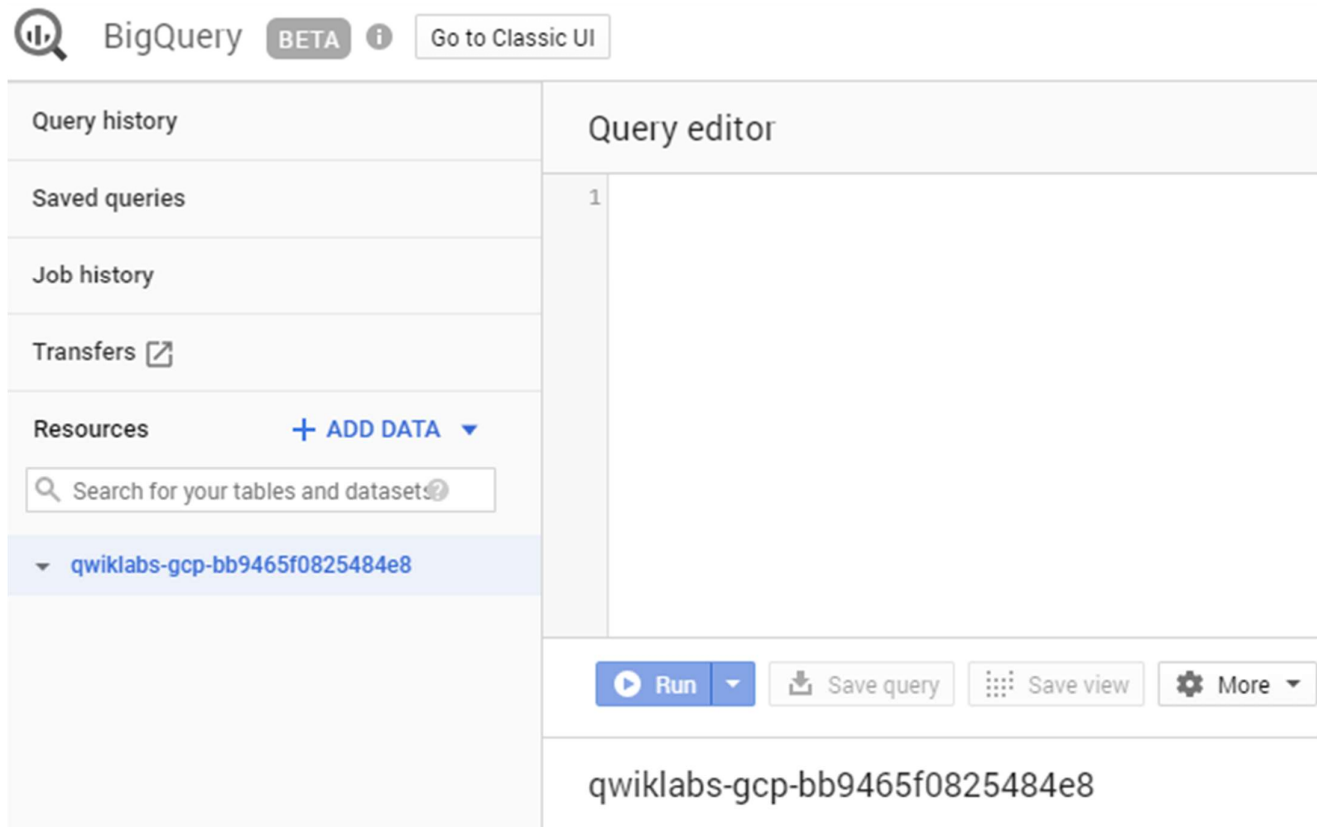 BigQuery BETA Go to Classic UI
Query history
Saved queries
Job history
Transfers
Resources + ADD DATA
Search for your tables and datasets
qwiklabs-gcp-bb9465f0825484e8
Query editor
1
Run Save query Save view More
qwiklabs-gcp-bb9465f0825484e8